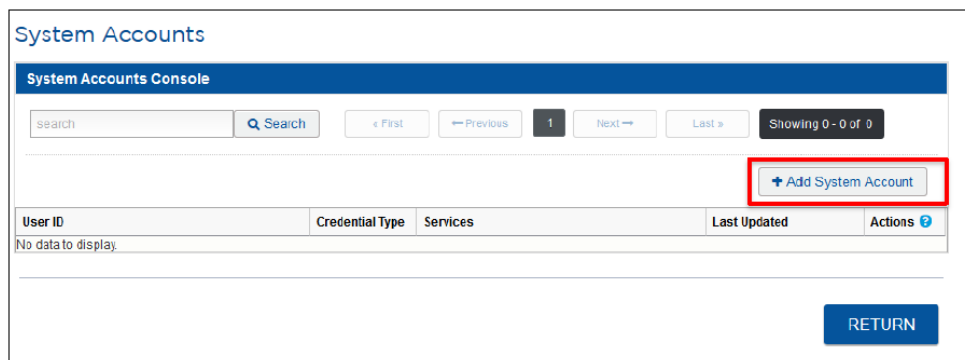 System Accounts
System Accounts Console
search Search « First Previous 1 Next Last » Showing 0 - 0 of 0
+ Add System Account
User ID Credential Type Services Last Updated Actions ?
No data to display.
RETURN